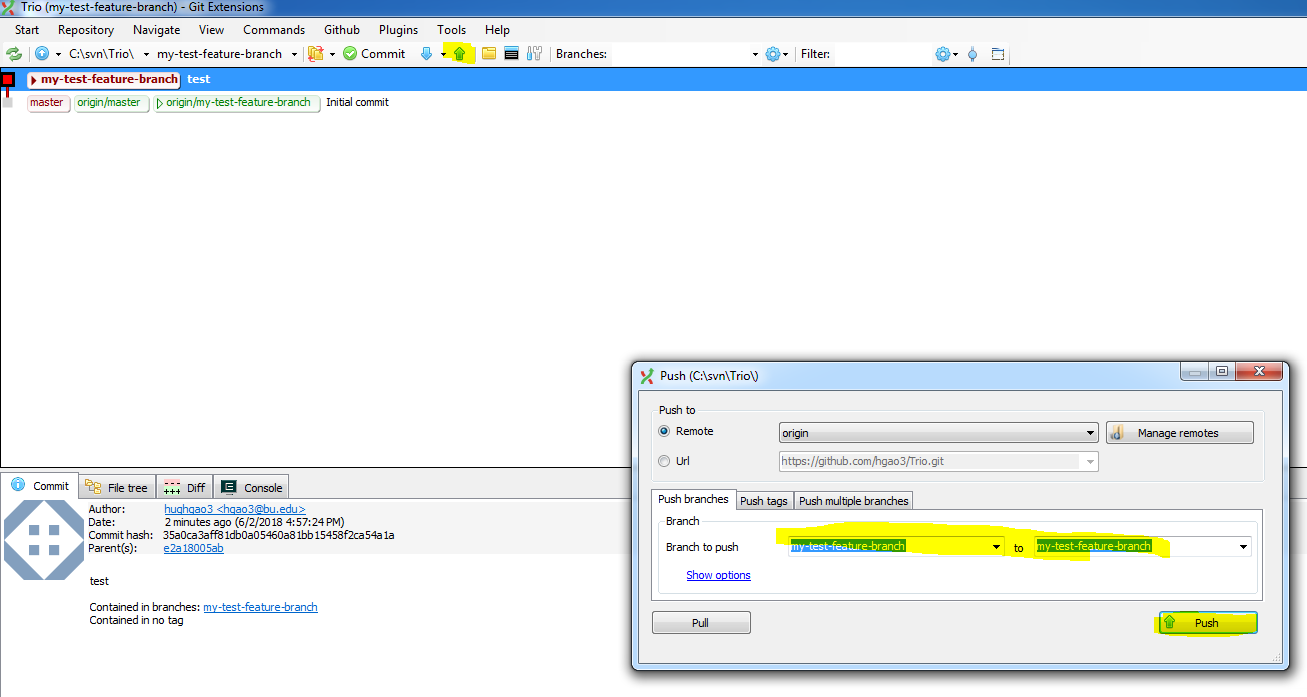 Trio (my-test-feature-branch) - Git Extensions
Start Repository Navigate View Commands Github Plugins Tools Help
C:\svn\Trio\ my-test-feature-branch Commit Branches: Filter:
my-test-feature-branch test
master origin/master origin/my-test-feature-branch Initial commit
Push (C:\svn\Trio\)
Push to
Remote origin Manage remotes
Url https://github.com/hgao3/Trio.git
Push branches Push tags Push multiple branches
Branch
Branch to push my-test-feature-branch to my-test-feature-branch
Show options
Pull Push
Commit File tree Diff Console
Author: hughgao3 <hgao3@bu.edu>
Date: 2 minutes ago (6/2/2018 4:57:24 PM)
Commit hash: 35a0ca3aff81db0a05460a81bb15458f2ca54a1a
Parent(s): e2a18005ab
test
Contained in branches: my-test-feature-branch
Contained in no tag